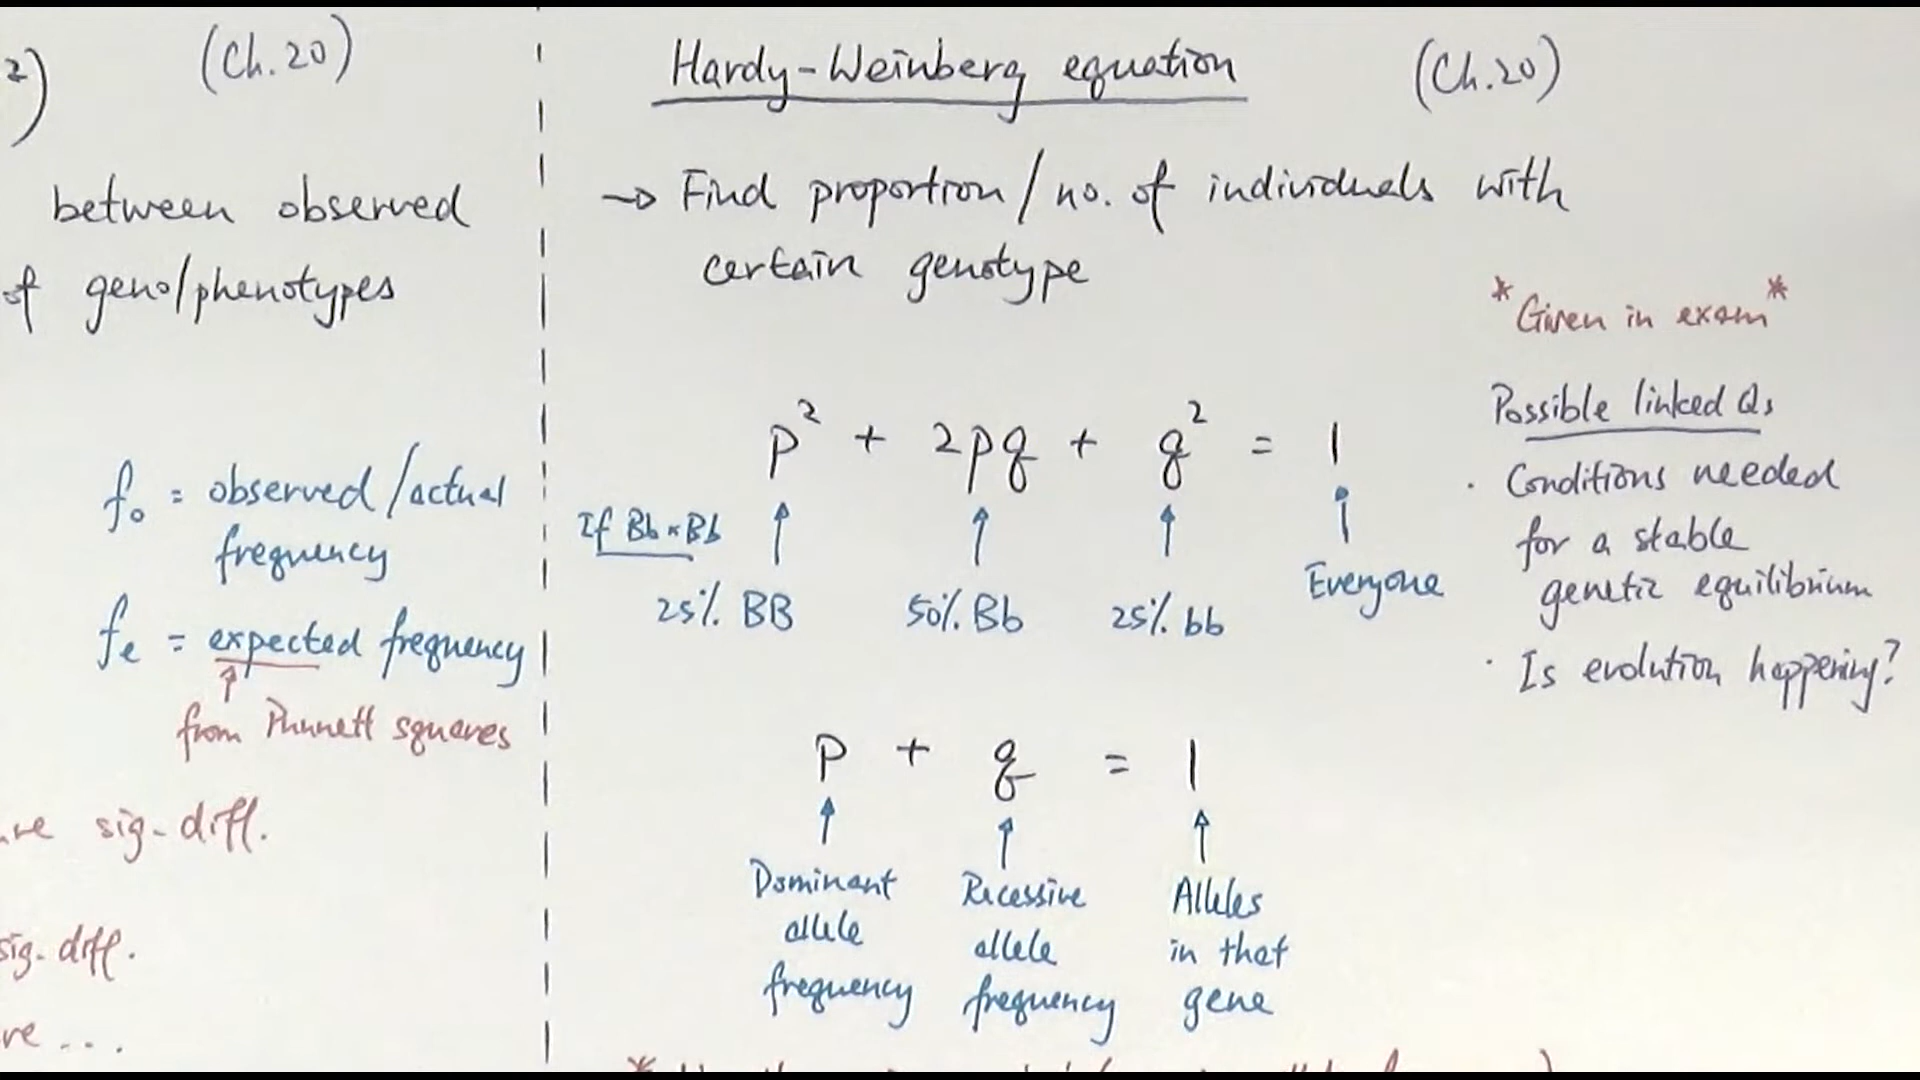 ²)
(Ch. 20)
between observed
of geno/phenotypes
f₀ = observed/actual
frequency
fₑ = expected frequency
from Punnett squares
sig. diff.
sig. diff.
...
Hardy-Weinberg equation
(Ch. 20)
→ Find proportion/no. of individuals with
certain genotype
*Given in exam*
p² + 2pq + q² = 1
If Bb × Bb
25% BB
50% Bb
25% bb
Everyone
Possible linked Qs
· Conditions needed
for a stable
genetic equilibrium
· Is evolution happening?
p + q = 1
Dominant
allele
frequency
Recessive
allele
frequency
Alleles
in that
gene